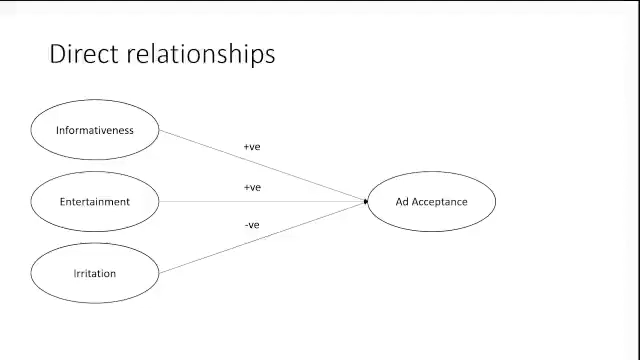 Direct relationships
Informativeness
+ve
Entertainment
+ve
Ad Acceptance
-ve
Irritation